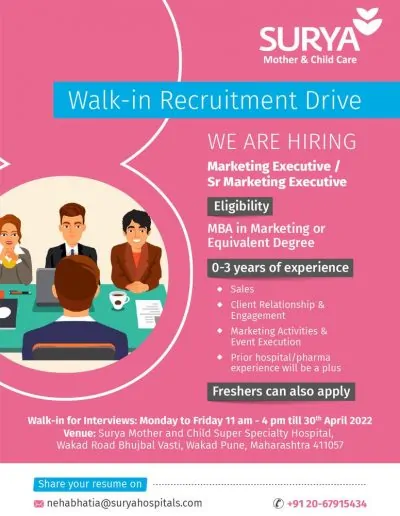 SURYA
Mother & Child Care
Walk-in Recruitment Drive
WE ARE HIRING
Marketing Executive /
Sr Marketing Executive
Eligibility
MBA in Marketing or
Equivalent Degree
0-3 years of experience
Sales
Client Relationship &
Engagement
Marketing Activities &
Event Execution
Prior hospital/pharma
experience will be a plus
Freshers can also apply
Walk-in for Interviews: Monday to Friday 11 am - 4 pm till 30th April 2022
Venue: Surya Mother and Child Super Specialty Hospital,
Wakad Road Bhujbal Vasti, Wakad Pune, Maharashtra 411057
Share your resume on
nehabhatia@suryahospitals.com
+91 20-67915434